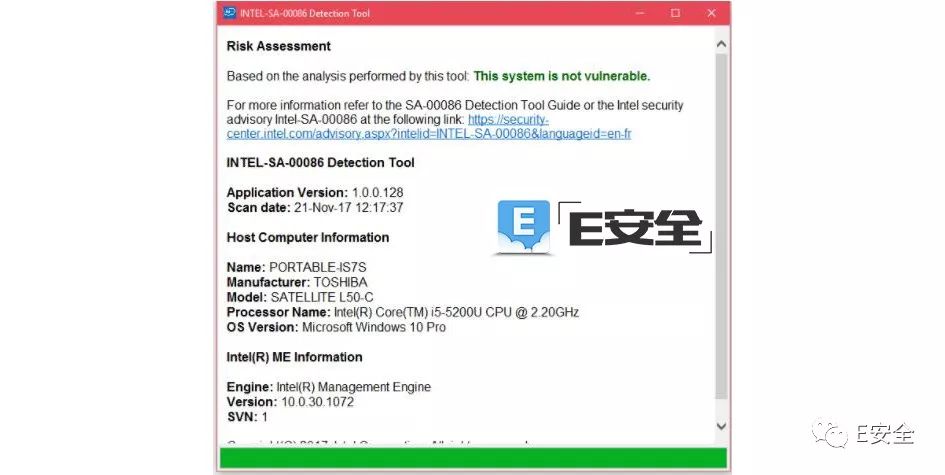 INTEL-SA-00086 Detection Tool
Risk Assessment
Based on the analysis performed by this tool: This system is not vulnerable.
For more information refer to the SA-00086 Detection Tool Guide or the Intel security
advisory Intel-SA-00086 at the following link: https://security-
center.intel.com/advisory.aspx?intelid=INTEL-SA-00086&languageid=en-fr
INTEL-SA-00086 Detection Tool
Application Version: 1.0.0.128
Scan date: 21-Nov-17 12:17:37
E
「E安全」
Host Computer Information
Name: PORTABLE-IS7S
Manufacturer: TOSHIBA
Model: SATELLITE L50-C
Processor Name: Intel(R) Core(TM) i5-5200U CPU @ 2.20GHz
OS Version: Microsoft Windows 10 Pro
Intel(R) ME Information
Engine: Intel(R) Management Engine
Version: 10.0.30.1072
SVN: 1
E安全